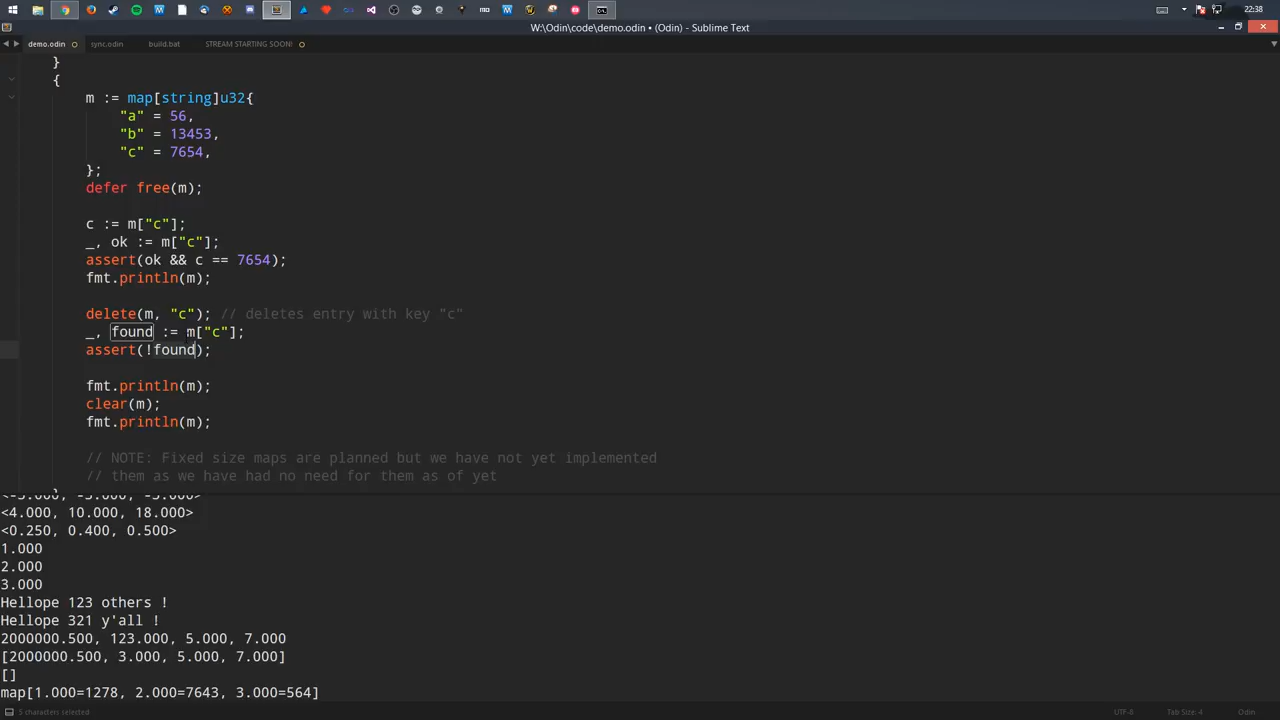 22:38
W:\Odin\code\demo.odin • (Odin) - Sublime Text
demo.odin
sync.odin
build.bat
STREAM STARTING SOON!
}
{
m := map[string]u32{
"a" = 56,
"b" = 13453,
"c" = 7654,
};
defer free(m);
c := m["c"];
_, ok := m["c"];
assert(ok && c == 7654);
fmt.println(m);
delete(m, "c"); // deletes entry with key "c"
_, found := m["c"];
assert(!found);
fmt.println(m);
clear(m);
fmt.println(m);
// NOTE: Fixed size maps are planned but we have not yet implemented
// them as we have had no need for them as of yet
}
<-3.000, -3.000, -3.000>
<4.000, 10.000, 18.000>
<0.250, 0.400, 0.500>
1.000
2.000
3.000
Hellope 123 others !
Hellope 321 y'all !
2000000.500, 123.000, 5.000, 7.000
[2000000.500, 3.000, 5.000, 7.000]
[]
map[1.000=1278, 2.000=7643, 3.000=564]
5 characters selected
UTF-8
Tab Size: 4
Odin